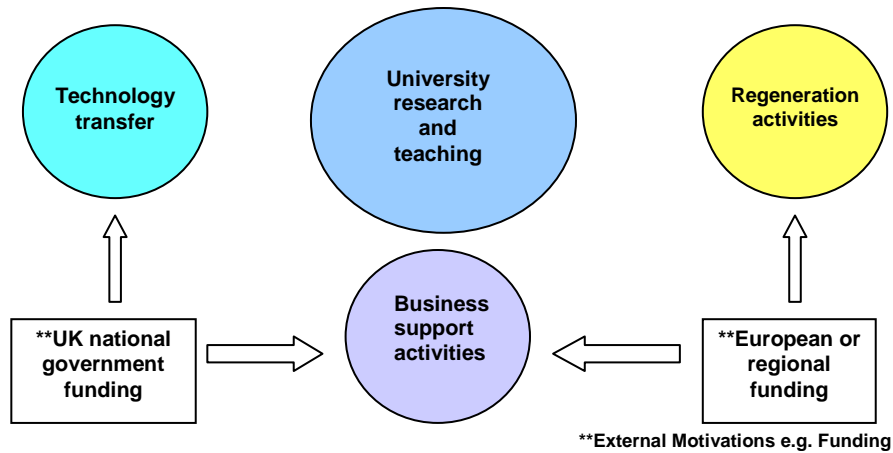 Technology
transfer
University
research
and
teaching
Regeneration
activities
Business
support
activities
**UK national
government
funding
**European or
regional
funding
**External Motivations e.g. Funding